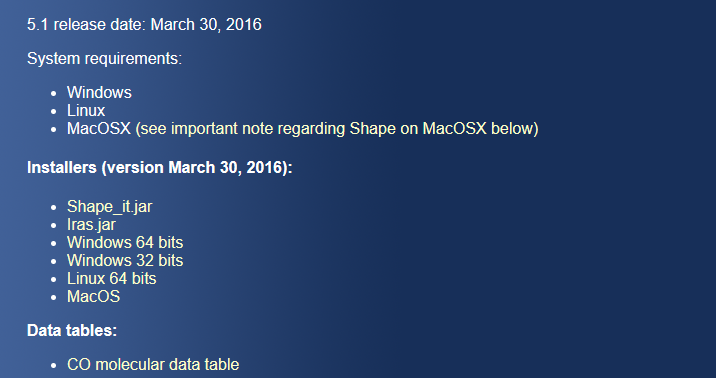 5.1 release date: March 30, 2016
System requirements:
• Windows
• Linux
• MacOSX (see important note regarding Shape on MacOSX below)
Installers (version March 30, 2016):
• Shape_it.jar
• Iras.jar
• Windows 64 bits
• Windows 32 bits
• Linux 64 bits
• MacOS
Data tables:
• CO molecular data table